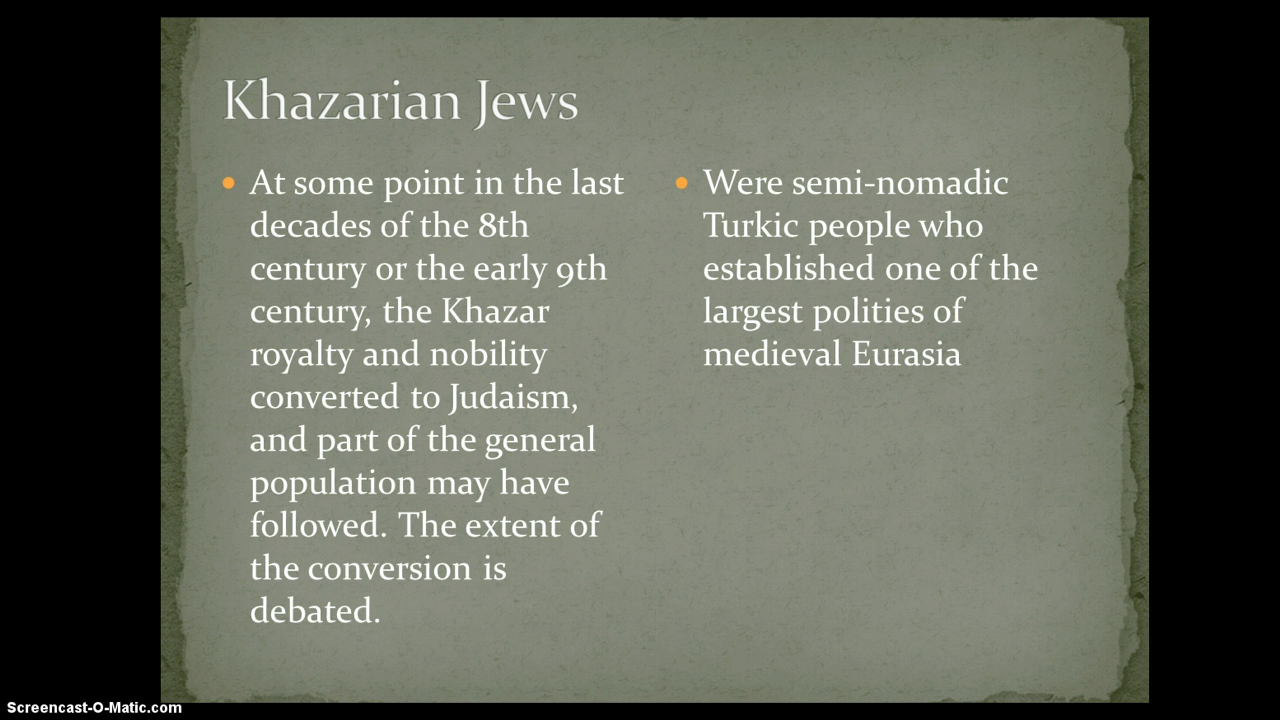 Khazarian Jews
At some point in the last
decades of the 8th
century or the early 9th
century, the Khazar
royalty and nobility
converted to Judaism,
and part of the general
population may have
followed. The extent of
the conversion is
debated.
Were semi-nomadic
Turkic people who
established one of the
largest polities of
medieval Eurasia
Screencast-O-Matic.com